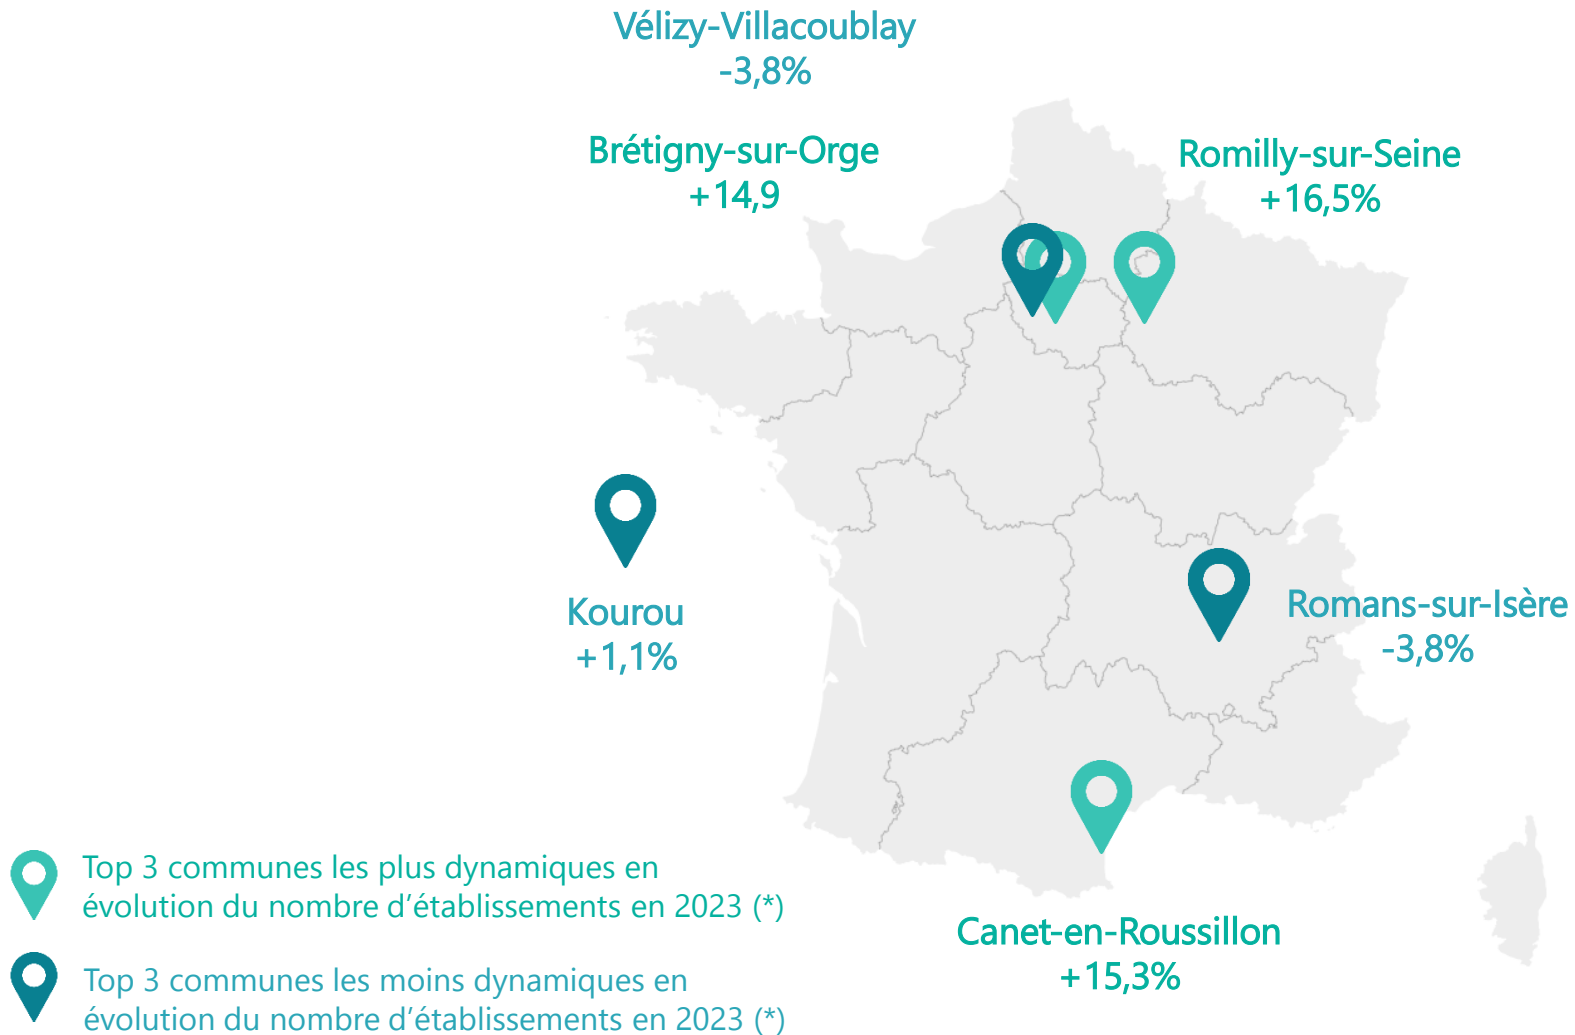 Vélizy-Villacoublay
-3,8%
Brétigny-sur-Orge
+14,9
Romilly-sur-Seine
+16,5%
Kourou
+1,1%
Romans-sur-Isère
-3,8%
Canet-en-Roussillon
+15,3%
Top 3 communes les plus dynamiques en
évolution du nombre d’établissements en 2023 (*)
Top 3 communes les moins dynamiques en
évolution du nombre d’établissements en 2023 (*)